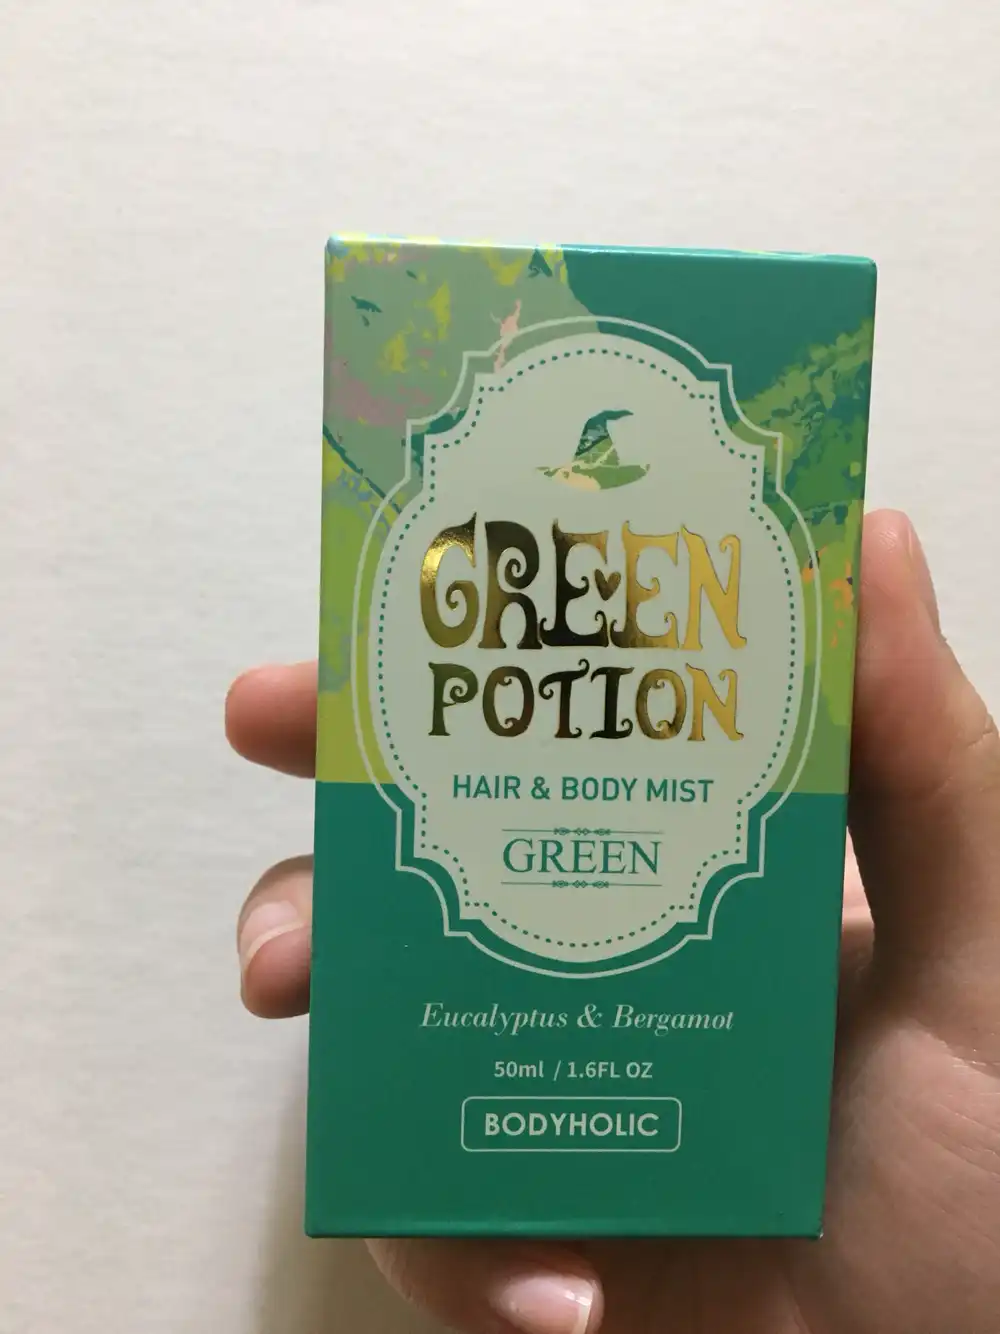 GREEN
POTION
HAIR & BODY MIST
GREEN
Eucalyptus & Bergamot
50ml / 1.6FL OZ
BODYHOLIC